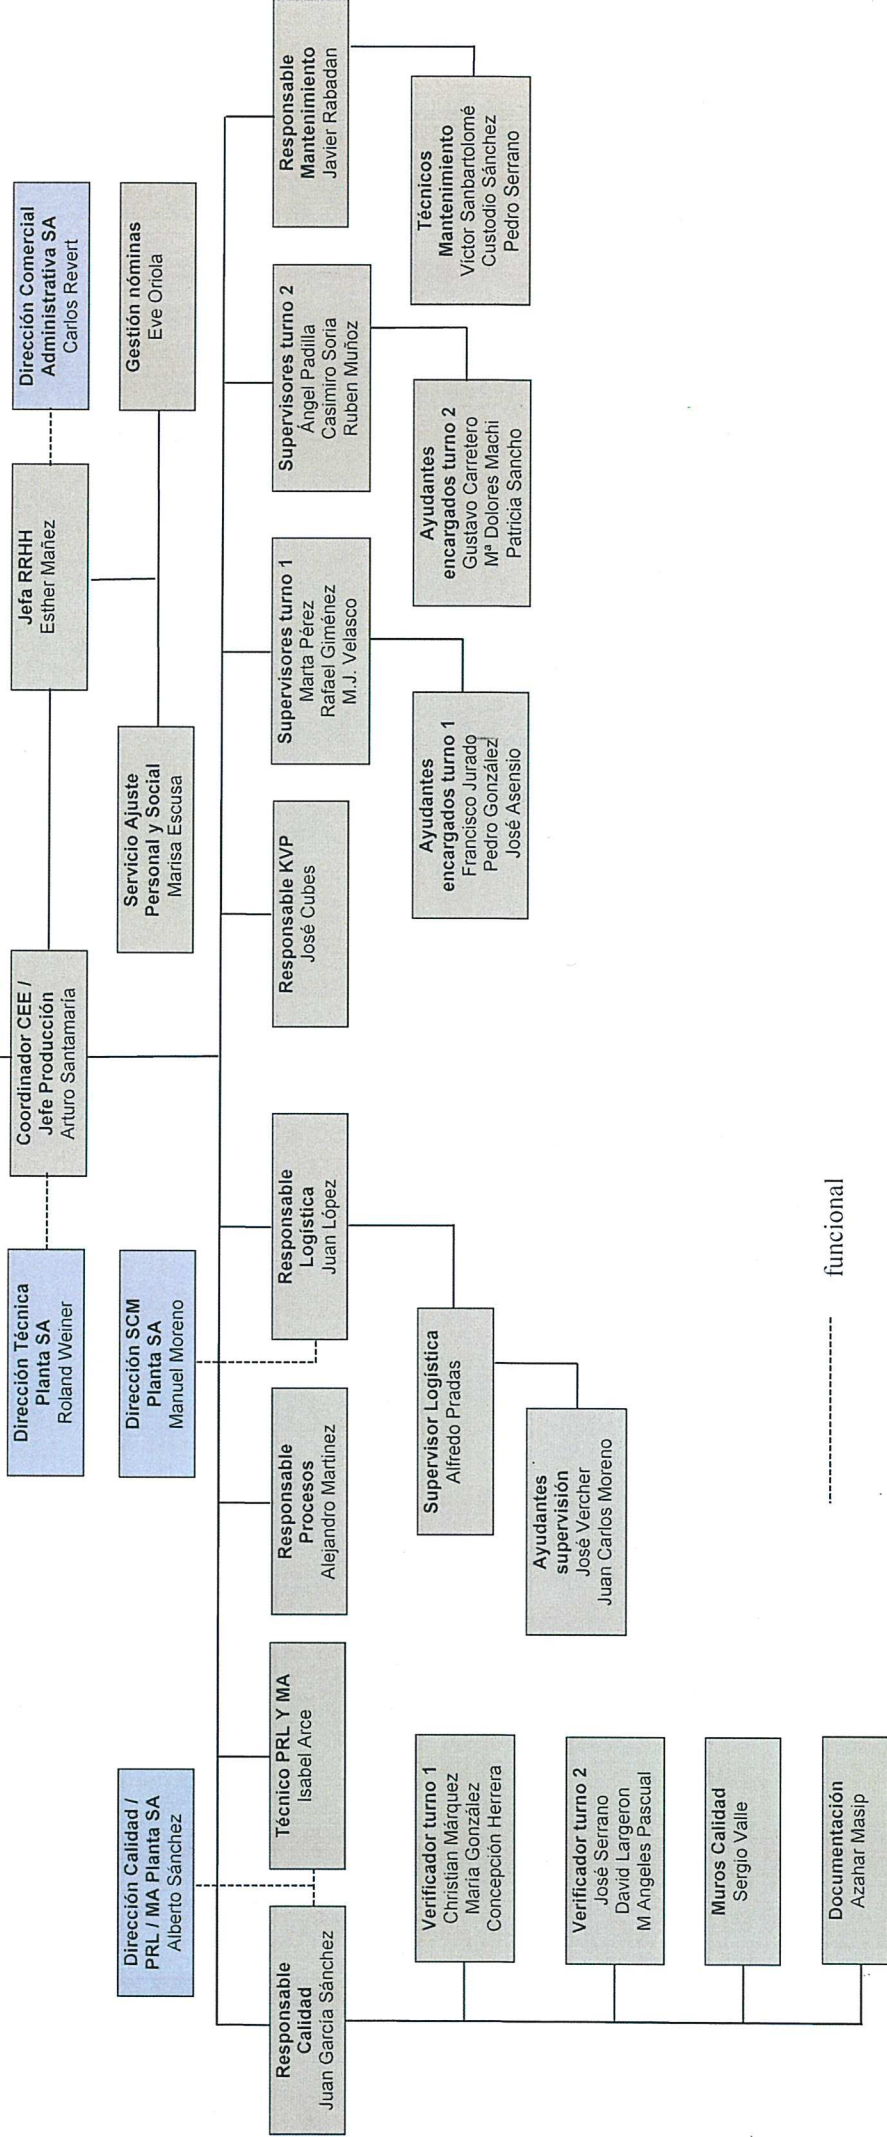 Dirección Técnica
Planta SA
Roland Weiner
Coordinador CEE /
Jefe Producción
Arturo Santamaría
Jefa RRHH
Esther Mañez
Dirección Comercial
Administrativa SA
Carlos Revert
Dirección Calidad /
PRL / MA Planta SA
Alberto Sánchez
Dirección SCM
Planta SA
Manuel Moreno
Servicio Ajuste
Personal y Social
Marisa Escusa
Gestión nóminas
Eve Oriola
Responsable
Calidad
Juan García Sánchez
Técnico PRL Y MA
Isabel Arce
Responsable
Procesos
Alejandro Martinez
Responsable
Logística
Juan López
Responsable KVP
José Cubes
Supervisores turno 1
Marta Pérez
Rafael Giménez
M.J. Velasco
Supervisores turno 2
Ángel Padilla
Casimiro Soria
Ruben Muñoz
Responsable
Mantenimiento
Javier Rabadan
Verificador turno 1
Christian Márquez
María González
Concepción Herrera
Supervisor Logística
Alfredo Pradas
Ayudantes
encargados turno 1
Francisco Jurado
Pedro González
José Asensio
Ayudantes
encargados turno 2
Gustavo Carretero
Mª Dolores Machi
Patricia Sancho
Técnicos
Mantenimiento
Víctor Sanbartolomé
Custodio Sánchez
Pedro Serrano
Verificador turno 2
José Serrano
David Largeron
M Angeles Pascual
Ayudantes
supervisión
José Vercher
Juan Carlos Moreno
Muros Calidad
Sergio Valle
Documentación
Azahar Masip
funcional